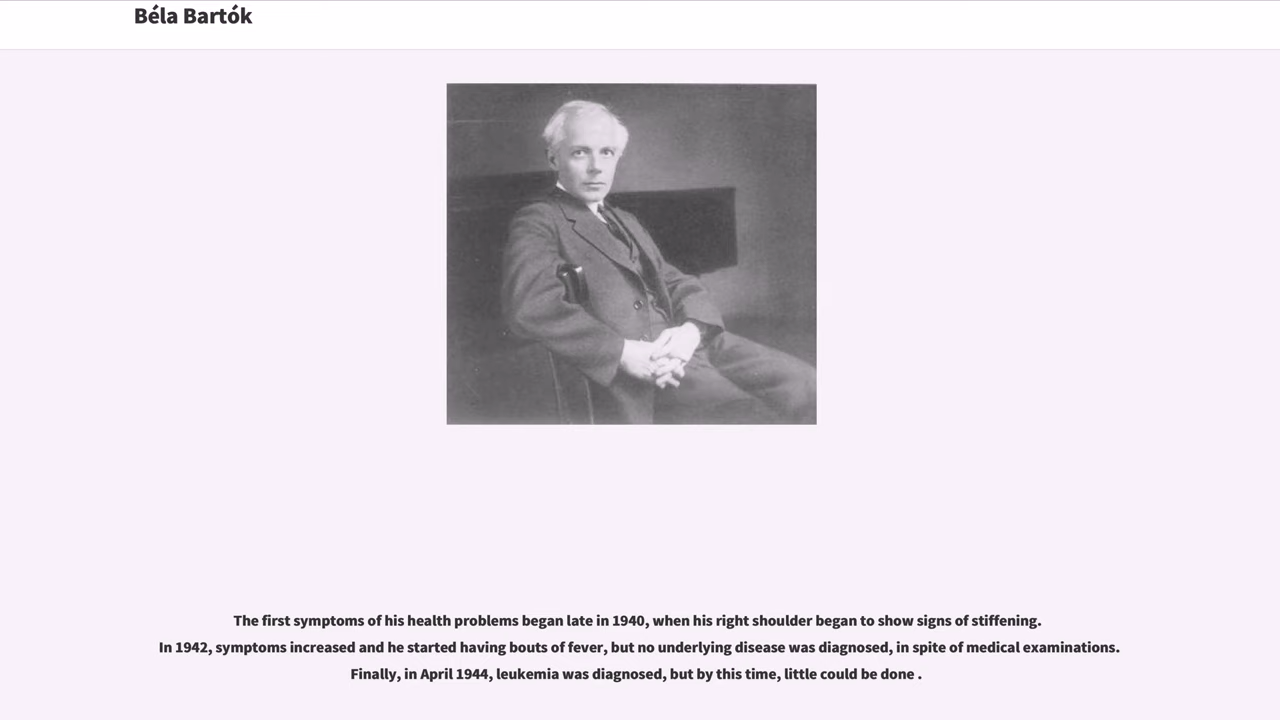 Béla Bartók
The first symptoms of his health problems began late in 1940, when his right shoulder began to show signs of stiffening.
In 1942, symptoms increased and he started having bouts of fever, but no underlying disease was diagnosed, in spite of medical examinations.
Finally, in April 1944, leukemia was diagnosed, but by this time, little could be done .